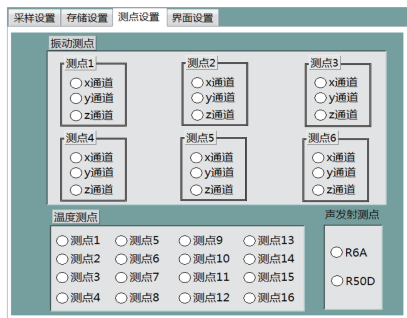 采样设置 存储设置 测点设置 界面设置
振动测点
测点1 测点2 测点3
x通道 x通道 x通道
y通道 y通道 y通道
z通道 z通道 z通道
测点4 测点5 测点6
x通道 x通道 x通道
y通道 y通道 y通道
z通道 z通道 z通道
温度测点 声发射测点
测点1 测点5 测点9 测点13
测点2 测点6 测点10 测点14
测点3 测点7 测点11 测点15
测点4 测点8 测点12 测点16
R6A
R50D